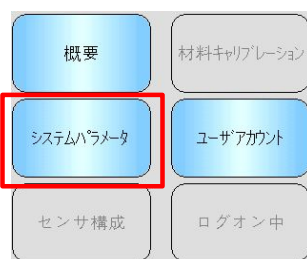 概要
材料キャリブレーション
システムパラメータ
ユーザアカウント
センサ構成
ログオン中